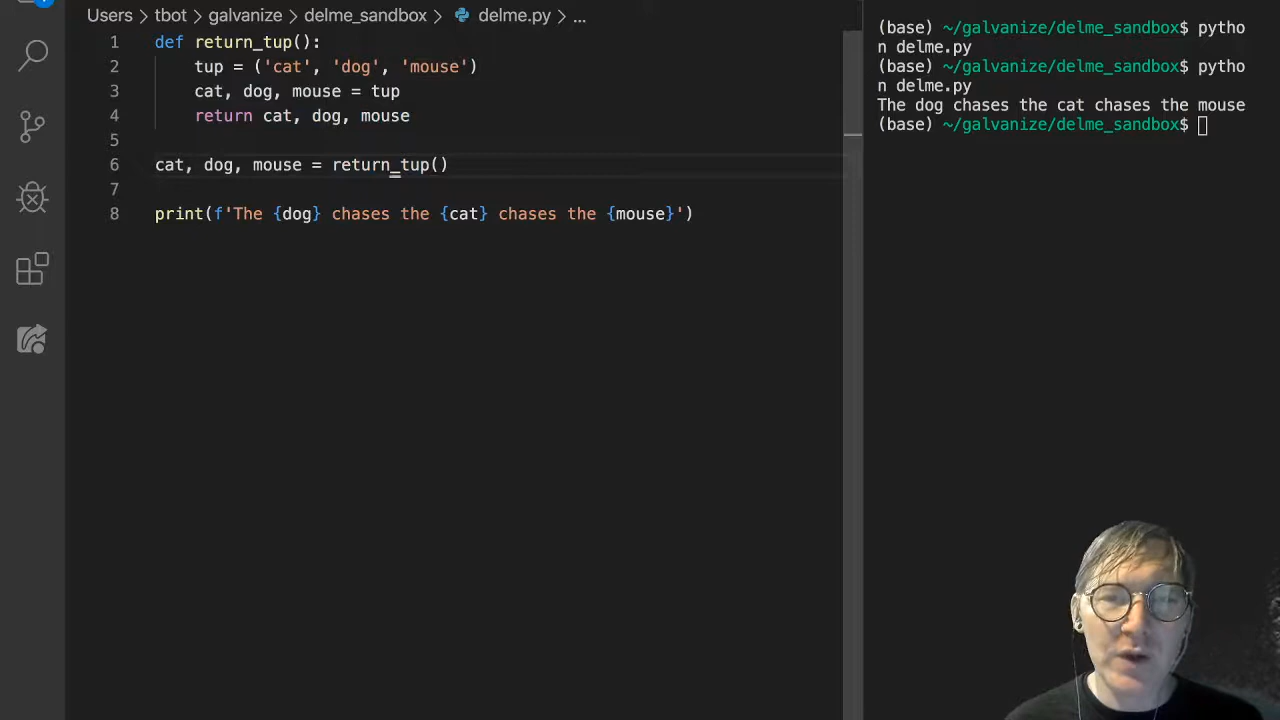 Users > tbot > galvanize > delme_sandbox > delme.py > ...
1 def return_tup():
2 tup = ('cat', 'dog', 'mouse')
3 cat, dog, mouse = tup
4 return cat, dog, mouse
5
6 cat, dog, mouse = return_tup()
7
8 print(f'The {dog} chases the {cat} chases the {mouse}')
(base) ~/galvanize/delme_sandbox$ pytho
n delme.py
(base) ~/galvanize/delme_sandbox$ pytho
n delme.py
The dog chases the cat chases the mouse
(base) ~/galvanize/delme_sandbox$